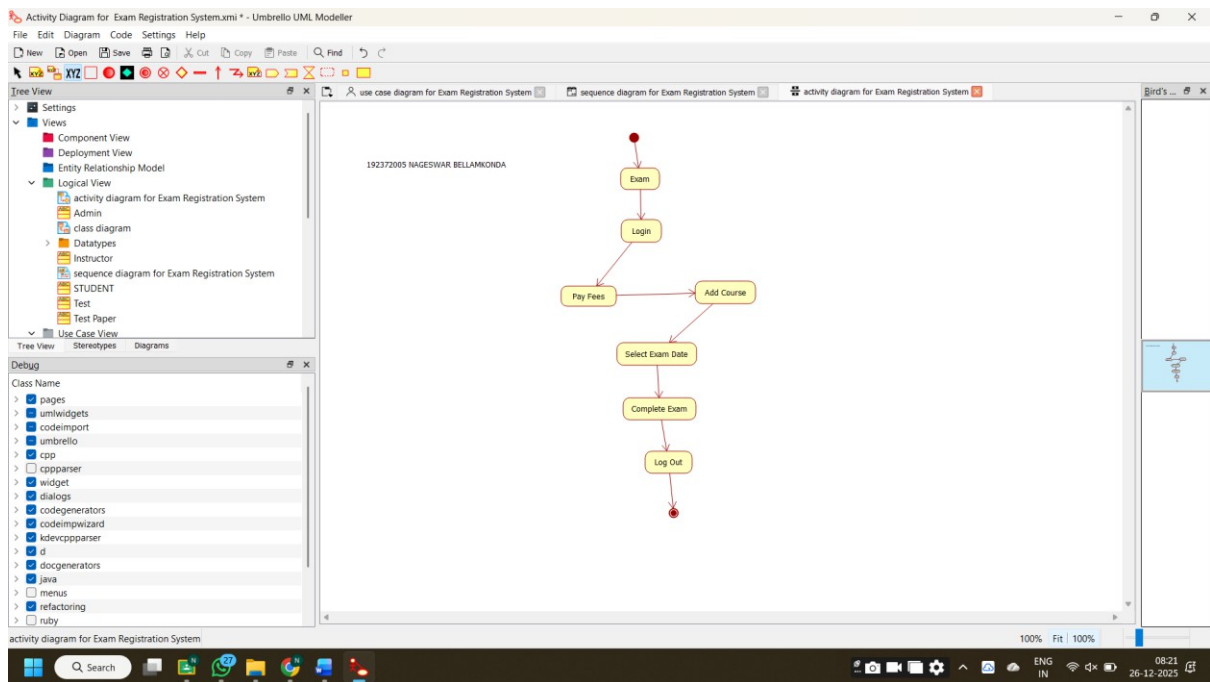 Activity Diagram for Exam Registration System.xmi * - Umbrello UML Modeller
File Edit Diagram Code Settings Help
New Open Save Cut Copy Paste Find
XYZ
Tree View
use case diagram for Exam Registration System
sequence diagram for Exam Registration System
activity diagram for Exam Registration System
Bird's ...
Settings
Views
Component View
Deployment View
Entity Relationship Model
Logical View
activity diagram for Exam Registration System
Admin
class diagram
Datatypes
Instructor
sequence diagram for Exam Registration System
STUDENT
Test
Test Paper
Use Case View
Tree View Stereotypes Diagrams
Debug
Class Name
pages
umlwidgets
codeimport
umbrello
cpp
cppparser
widget
dialogs
codegenerators
codeimpwizard
kdevcppparser
d
docgenerators
java
menus
refactoring
ruby
192372005 NAGESWAR BELLAMKONDA
Exam
Login
Pay Fees
Add Course
Select Exam Date
Complete Exam
Log Out
activity diagram for Exam Registration System
100% Fit 100%
Search
27
ENG
IN
08:21
26-12-2025